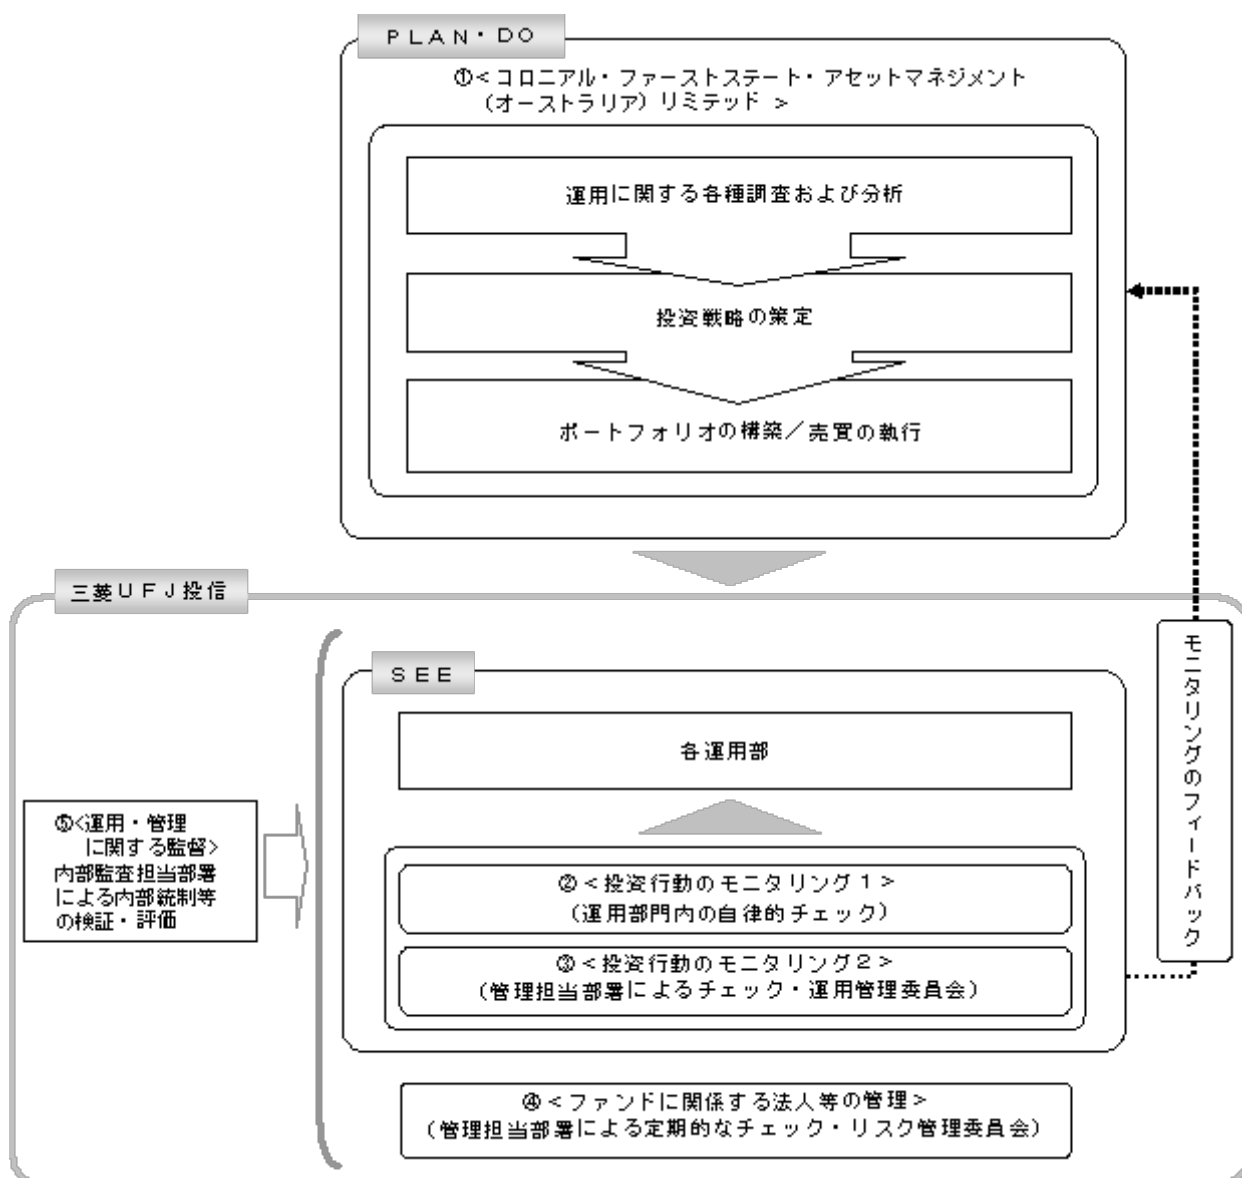 ＰＬＡＮ・ＤＯ
①＜コロニアル・ファーストステート・アセットマネジメント
（オーストラリア）リミテッド ＞
運用に関する各種調査および分析
投資戦略の策定
ポートフォリオの構築／売買の執行
三菱ＵＦＪ投信
ＳＥＥ
各運用部
モニタリングのフィードバック
⑤＜運用・管理
に関する監督＞
内部監査担当部署
による内部統制等
の検証・評価
②＜投資行動のモニタリング１＞
（運用部門内の自律的チェック）
③＜投資行動のモニタリング２＞
（管理担当部署によるチェック・運用管理委員会）
④＜ファンドに関係する法人等の管理＞
（管理担当部署による定期的なチェック・リスク管理委員会）